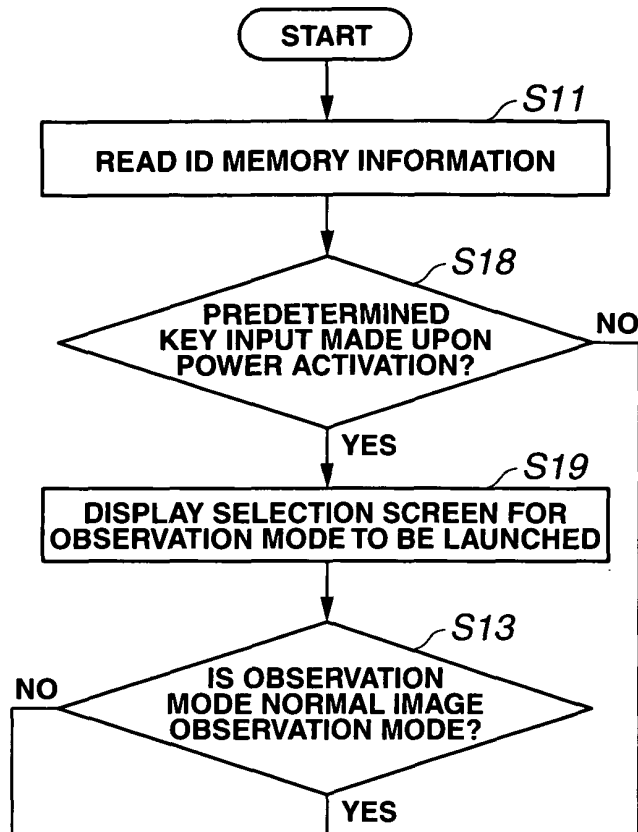 START
S11
READ ID MEMORY INFORMATION
S18
PREDETERMINED
KEY INPUT MADE UPON
POWER ACTIVATION?
NO
YES
S19
DISPLAY SELECTION SCREEN FOR
OBSERVATION MODE TO BE LAUNCHED
S13
IS OBSERVATION
MODE NORMAL IMAGE
OBSERVATION MODE?
NO
YES